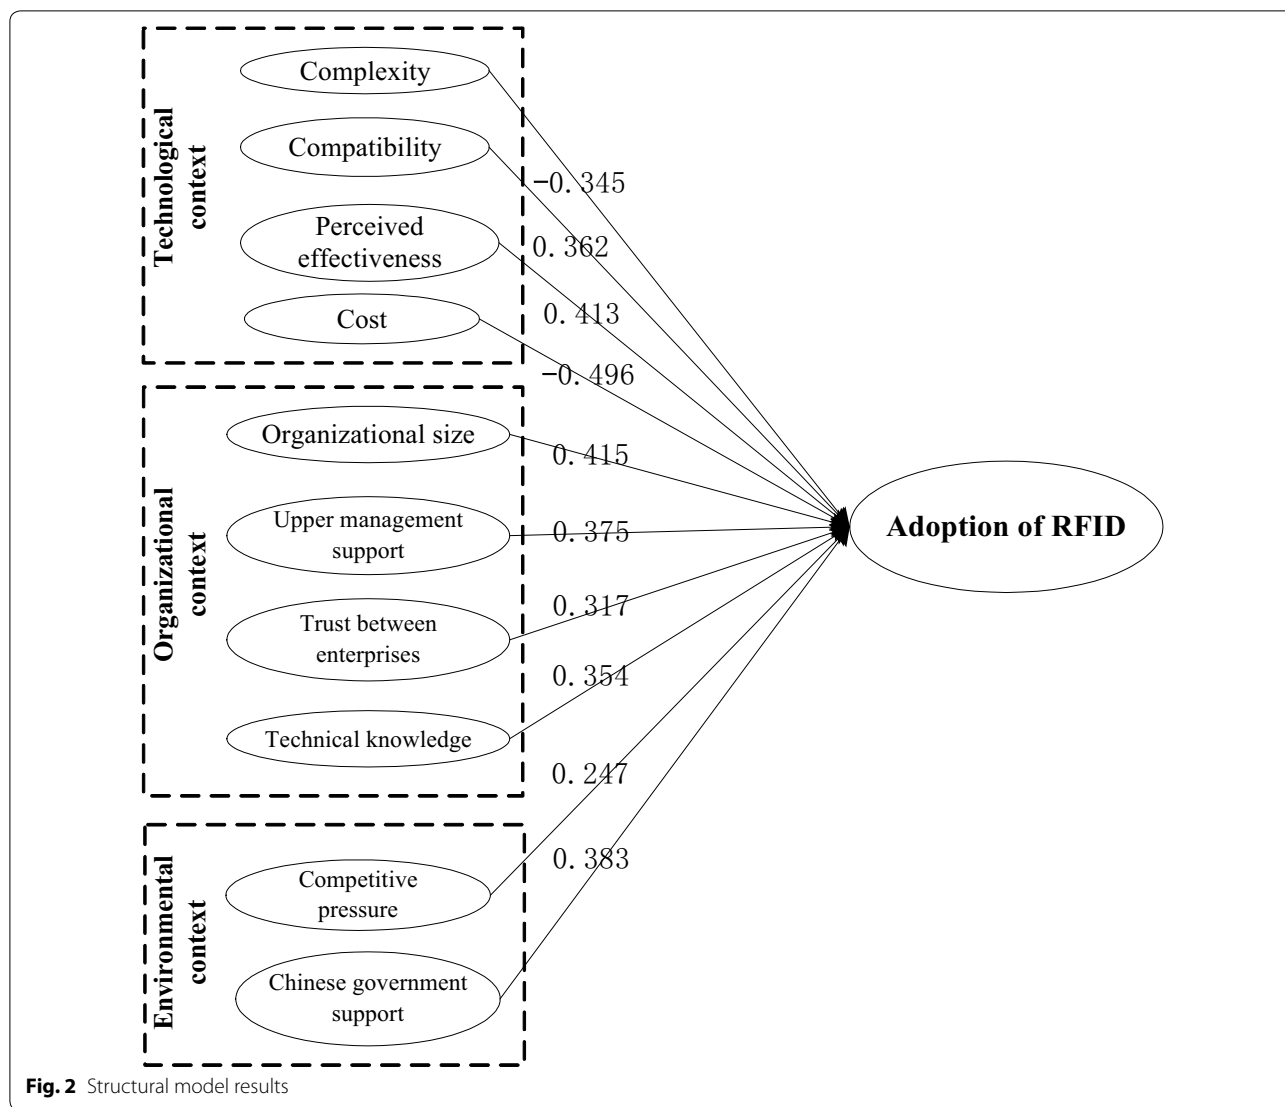 Technological
context
Complexity
Compatibility
Perceived
effectiveness
Cost
−0.345
0.362
0.413
−0.496
Organizational
context
Organizational size
Upper management
support
Trust between
enterprises
Technical knowledge
0.415
0.375
0.317
0.354
Environmental
context
Competitive
pressure
Chinese government
support
0.247
0.383
Adoption of RFID
Fig. 2 Structural model results